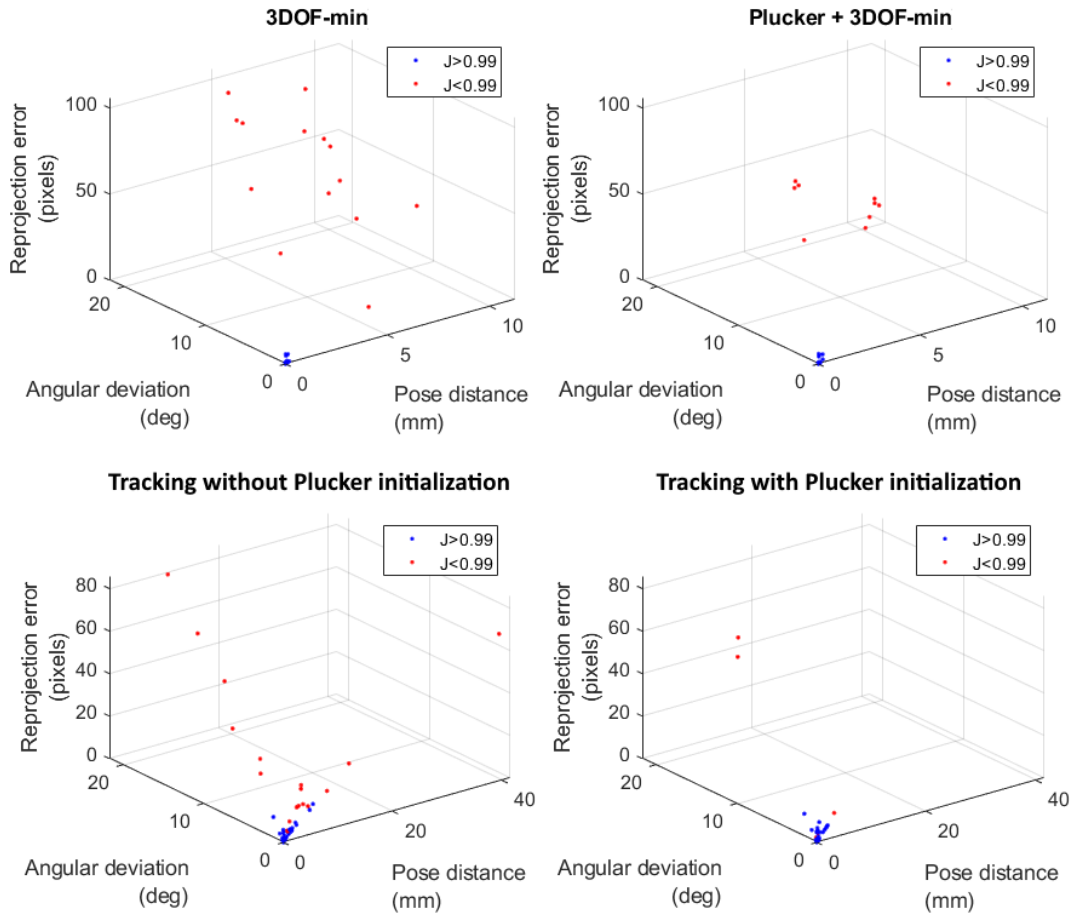 3DOF-min
J>0.99
J<0.99
100
50
0
Reprojection error
(pixels)
20
10
0
Angular deviation
(deg)
0
5
10
Pose distance
(mm)
Plucker + 3DOF-min
J>0.99
J<0.99
100
50
0
Reprojection error
(pixels)
20
10
0
Angular deviation
(deg)
0
5
10
Pose distance
(mm)
Tracking without Plucker initialization
J>0.99
J<0.99
80
60
40
20
0
Reprojection error
(pixels)
20
10
0
Angular deviation
(deg)
0
20
40
Pose distance
(mm)
Tracking with Plucker initialization
J>0.99
J<0.99
80
60
40
20
0
Reprojection error
(pixels)
20
10
0
Angular deviation
(deg)
0
20
40
Pose distance
(mm)